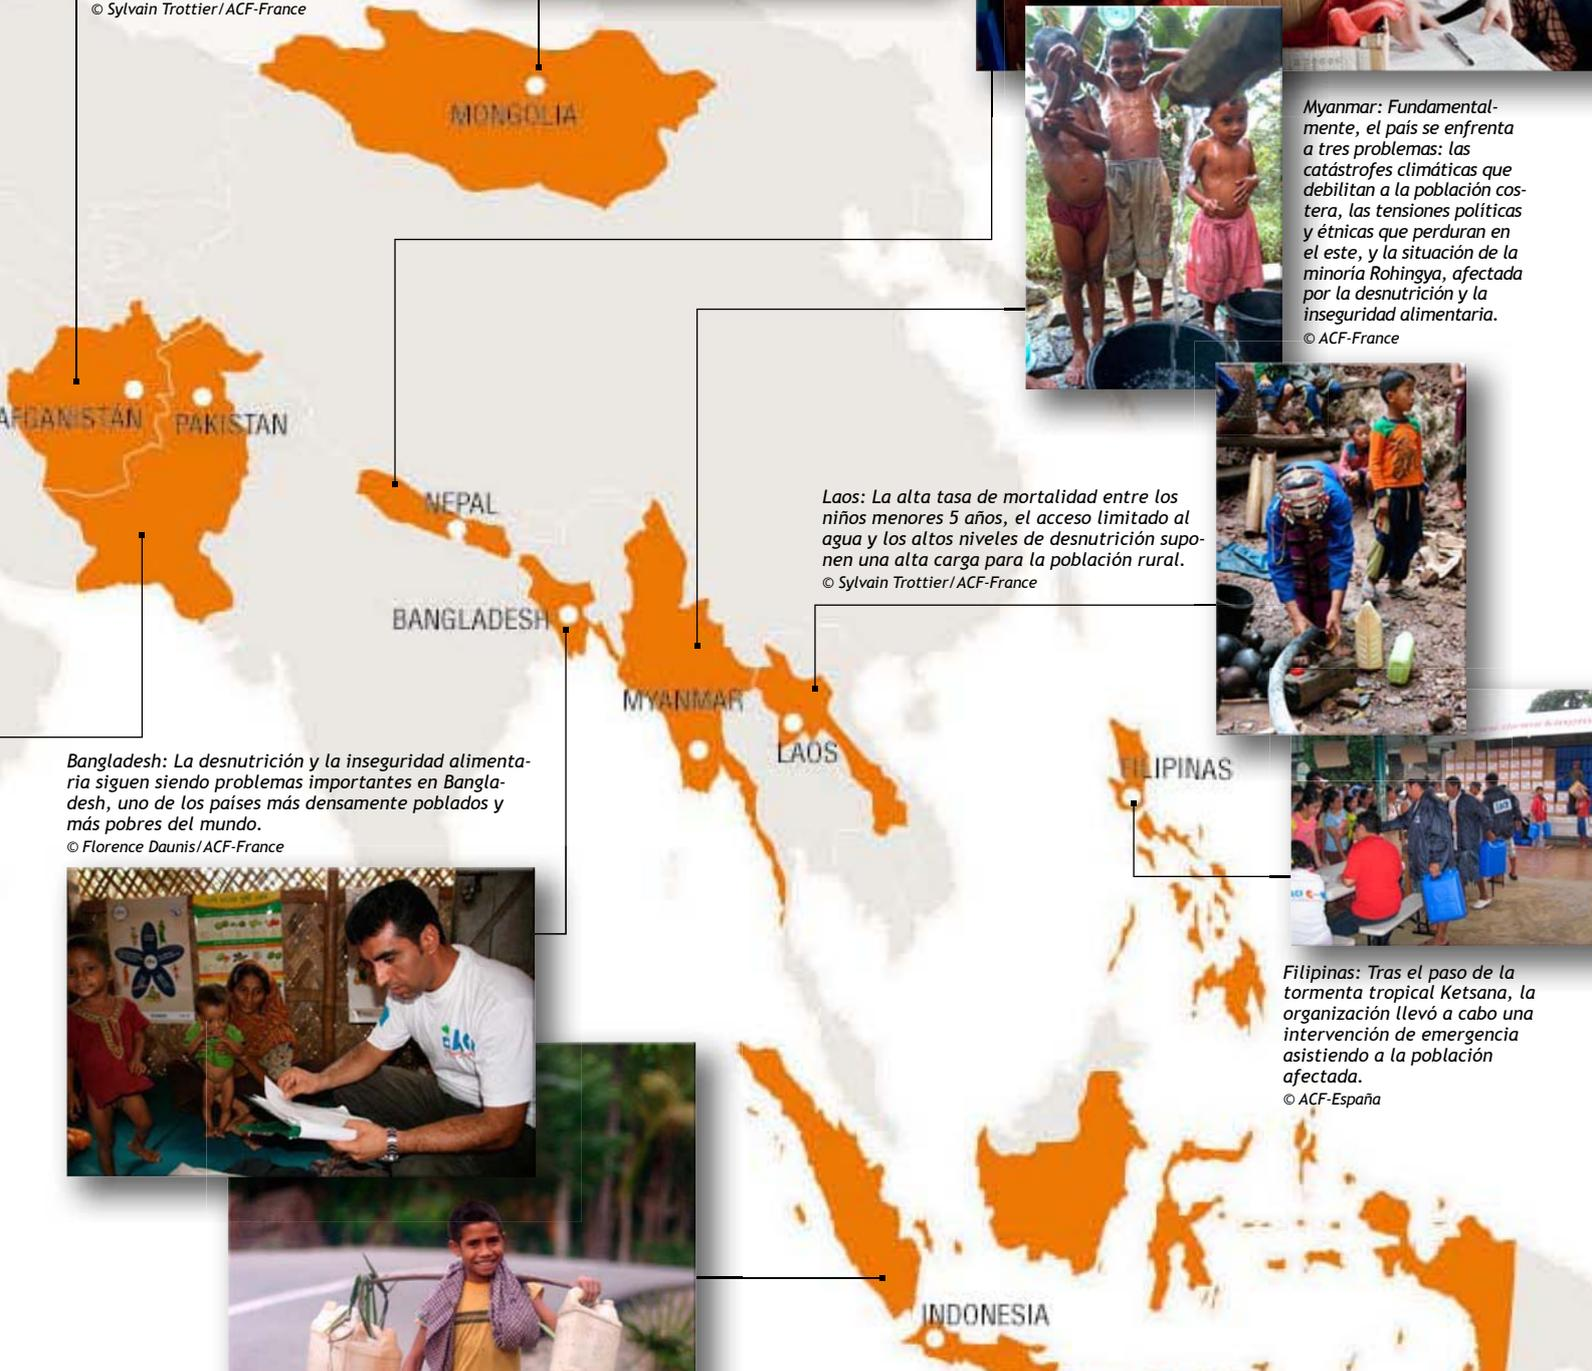 © Sylvain Trottier/ACF-France
MONGOLIA
Myanmar: Fundamental-
mente, el país se enfrenta
a tres problemas: las
catástrofes climáticas que
debilitan a la población cos-
tera, las tensiones políticas
y étnicas que perduran en
el este, y la situación de la
minoría Rohingya, afectada
por la desnutrición y la
inseguridad alimentaria.
© ACF-France
AFGANISTÁN
PAKISTAN
NEPAL
Laos: La alta tasa de mortalidad entre los
niños menores 5 años, el acceso limitado al
agua y los altos niveles de desnutrición supo-
nen una alta carga para la población rural.
© Sylvain Trottier/ACF-France
BANGLADESH
MYANMAR
LAOS
FILIPINAS
Bangladesh: La desnutrición y la inseguridad alimenta-
ria siguen siendo problemas importantes en Bangla-
desh, uno de los países más densamente poblados y
más pobres del mundo.
© Florence Daunis/ACF-France
Filipinas: Tras el paso de la
tormenta tropical Ketsana, la
organización llevó a cabo una
intervención de emergencia
asistiendo a la población
afectada.
© ACF-España
INDONESIA